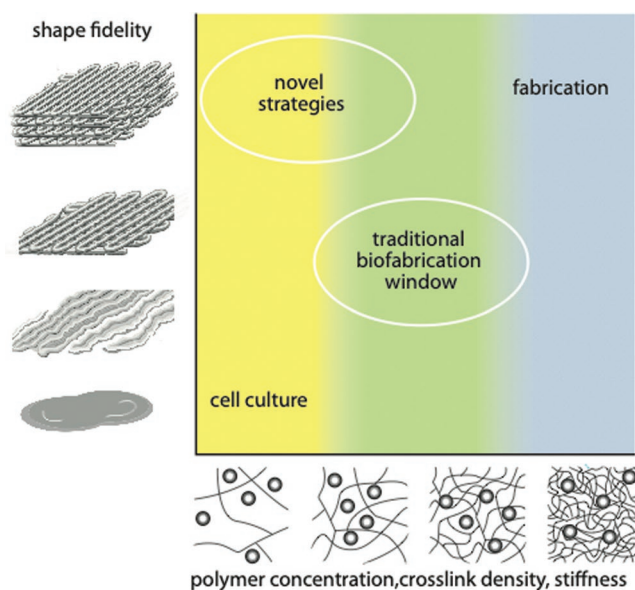 shape fidelity
novel
strategies
fabrication
traditional
biofabrication
window
cell culture
polymer concentration,crosslink density, stiffness